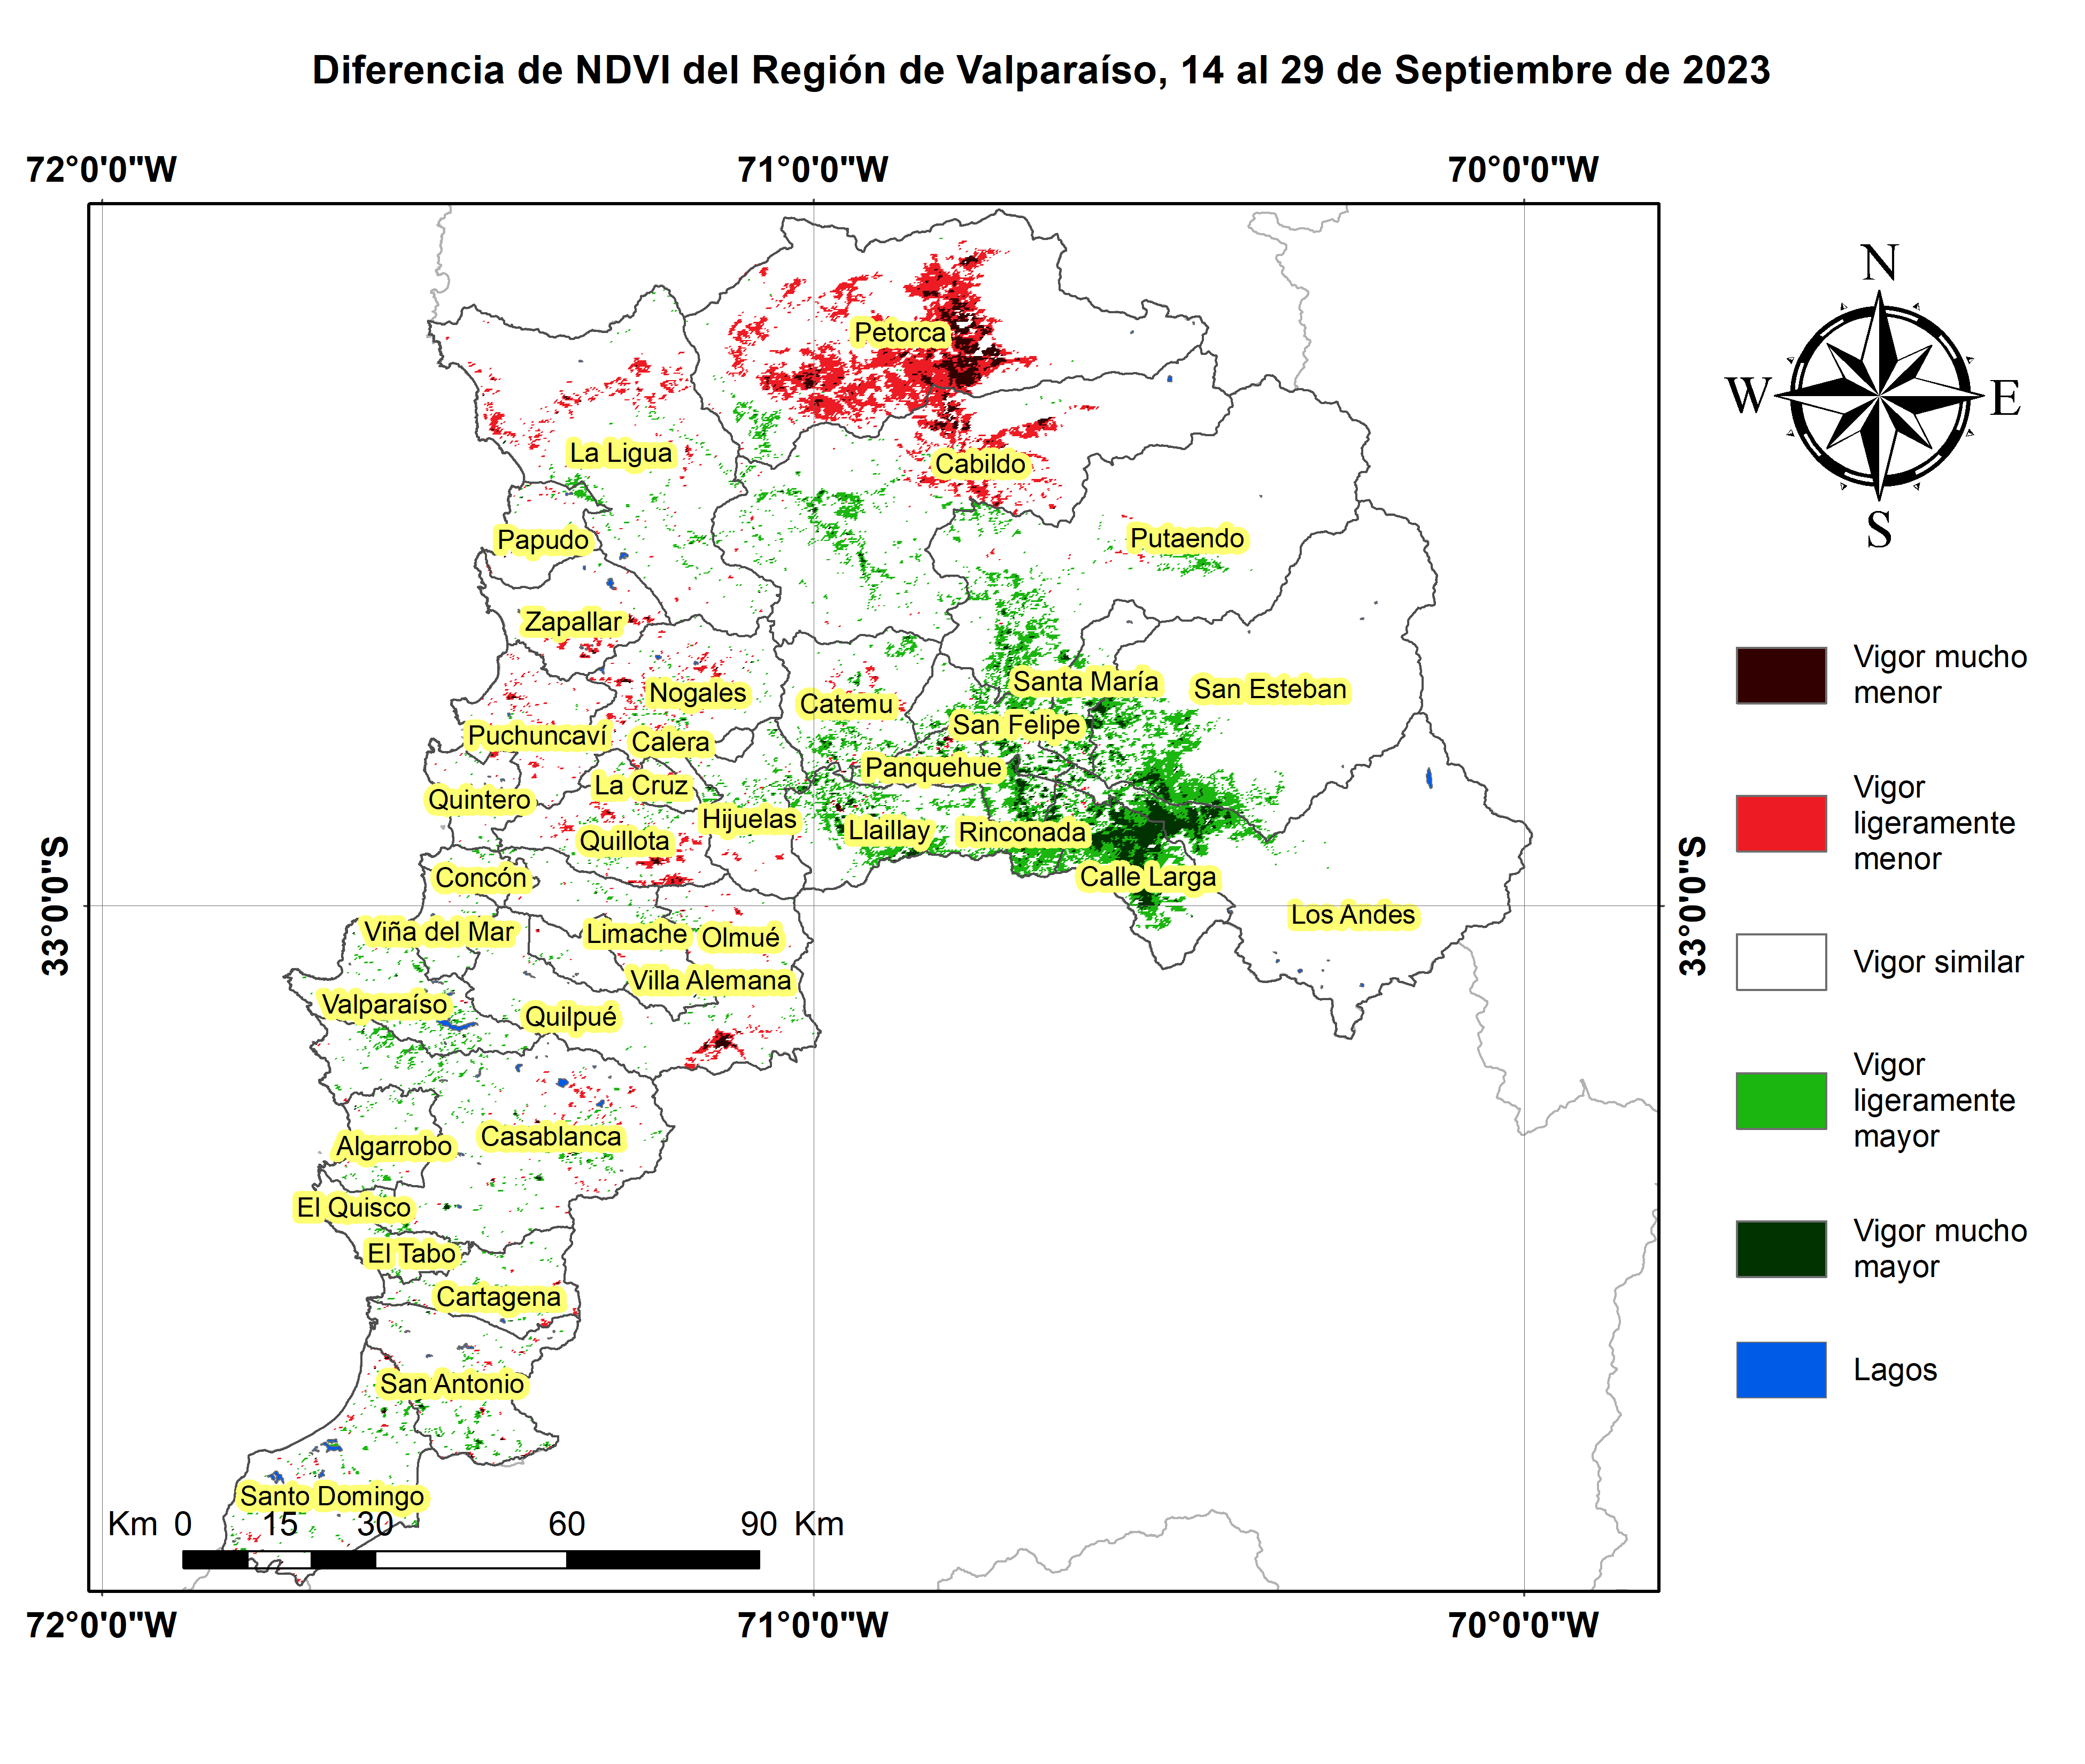 Diferencia de NDVI del Región de Valparaíso, 14 al 29 de Septiembre de 2023
72°0'0"W
71°0'0"W
70°0'0"W
N
W
E
S
Petorca
La Ligua
Cabildo
Papudo
Putaendo
Zapallar
Santa María
San Esteban
Nogales
Catemu
San Felipe
Puchuncaví
Calera
Panquehue
La Cruz
Quintero
Hijuelas
Llaillay
Rinconada
Quillota
Concón
Calle Larga
33°0'0"S
33°0'0"S
Los Andes
Viña del Mar
Limache
Olmué
Villa Alemana
Valparaíso
Quilpué
Casablanca
Algarrobo
El Quisco
El Tabo
Cartagena
San Antonio
Santo Domingo
Km 0 15 30 60 90 Km
72°0'0"W
71°0'0"W
70°0'0"W
Vigor mucho
menor
Vigor
ligeramente
menor
Vigor similar
Vigor
ligeramente
mayor
Vigor mucho
mayor
Lagos